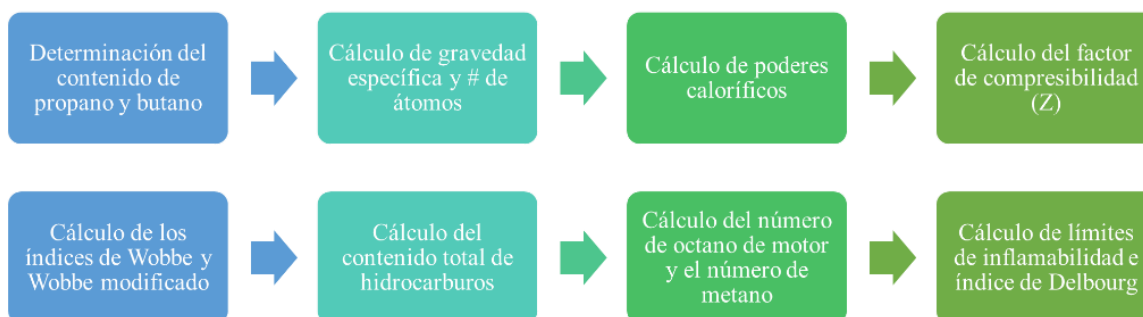 Determinación del
contenido de
propano y butano
Cálculo de gravedad
específica y # de
átomos
Cálculo de poderes
caloríficos
Cálculo del factor
de compresibilidad
(Z)
Cálculo de los
índices de Wobbe y
Wobbe modificado
Cálculo del
contenido total de
hidrocarburos
Cálculo del número
de octano de motor
y el número de
metano
Cálculo de límites
de inflamabilidad e
índice de Delbourg